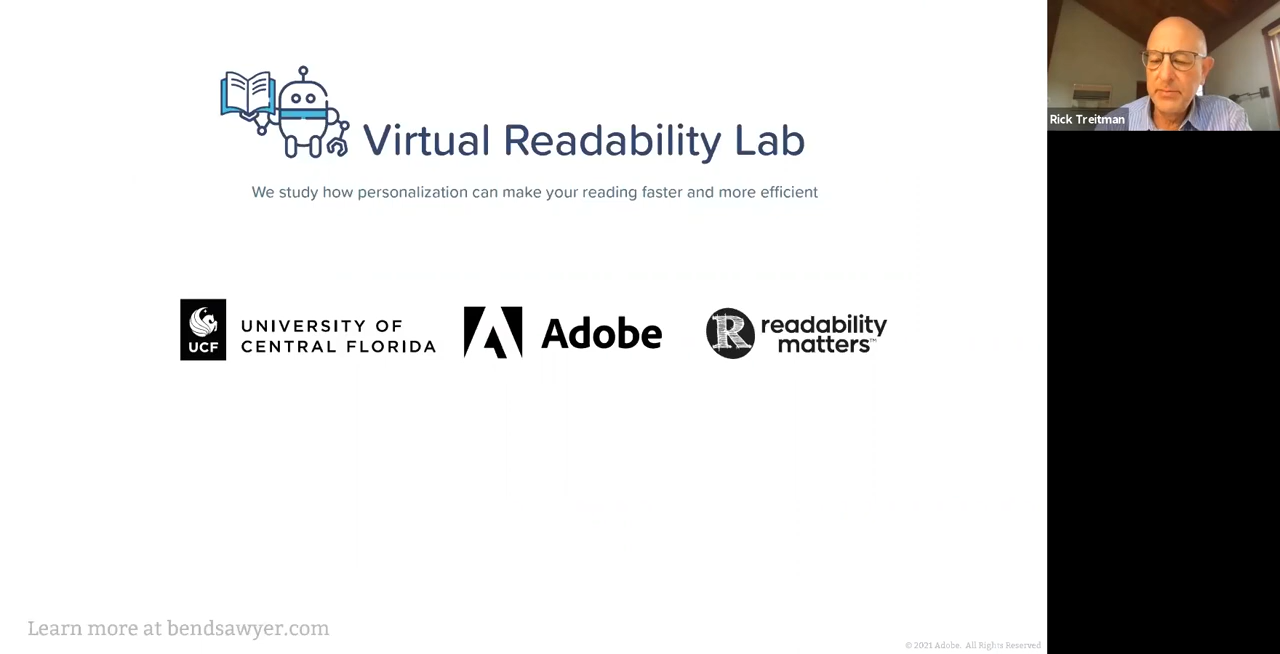 Virtual Readability Lab
We study how personalization can make your reading faster and more efficient
UCF
UNIVERSITY OF
CENTRAL FLORIDA
Adobe
R
readability
matters™
Learn more at bendsawyer.com
© 2021 Adobe. All Rights Reserved
Rick Treitman